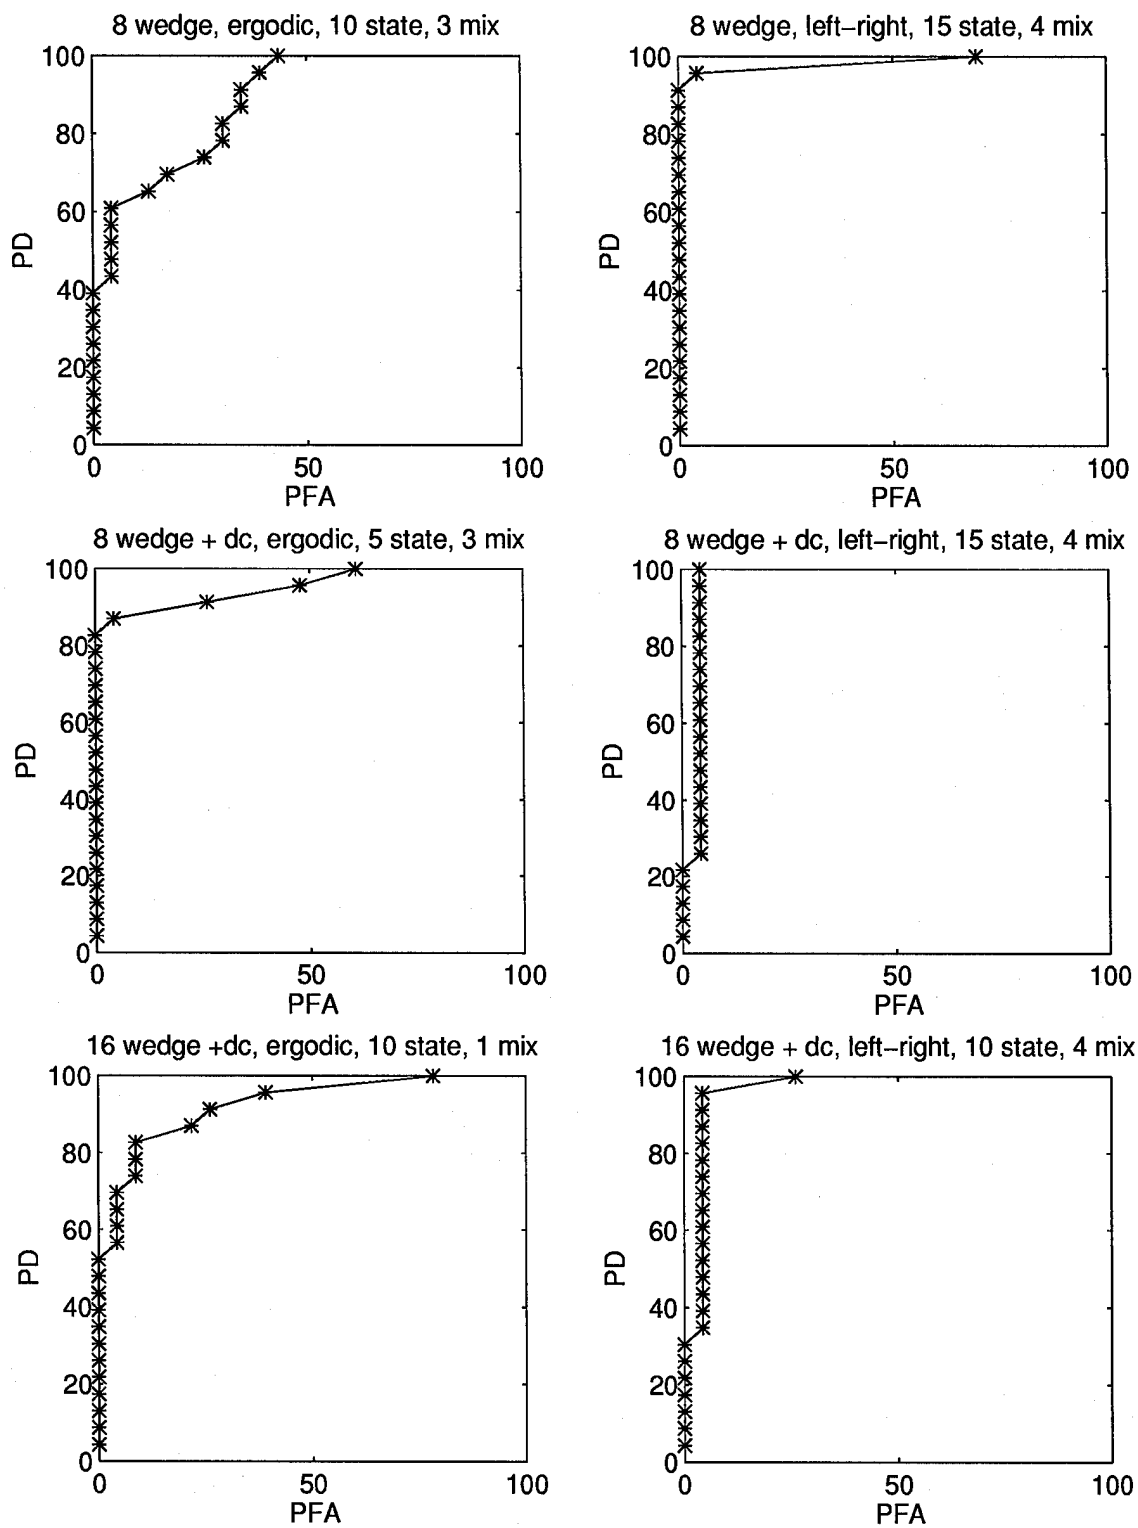 8 wedge, ergodic, 10 state, 3 mix
100
80
60
40
20
0
PD
0 50 100
PFA
8 wedge, left-right, 15 state, 4 mix
100
80
60
40
20
0
PD
0 50 100
PFA
8 wedge + dc, ergodic, 5 state, 3 mix
100
80
60
40
20
0
PD
0 50 100
PFA
8 wedge + dc, left-right, 15 state, 4 mix
100
80
60
40
20
0
PD
0 50 100
PFA
16 wedge +dc, ergodic, 10 state, 1 mix
100
80
60
40
20
0
PD
0 50 100
PFA
16 wedge + dc, left-right, 10 state, 4 mix
100
80
60
40
20
0
PD
0 50 100
PFA